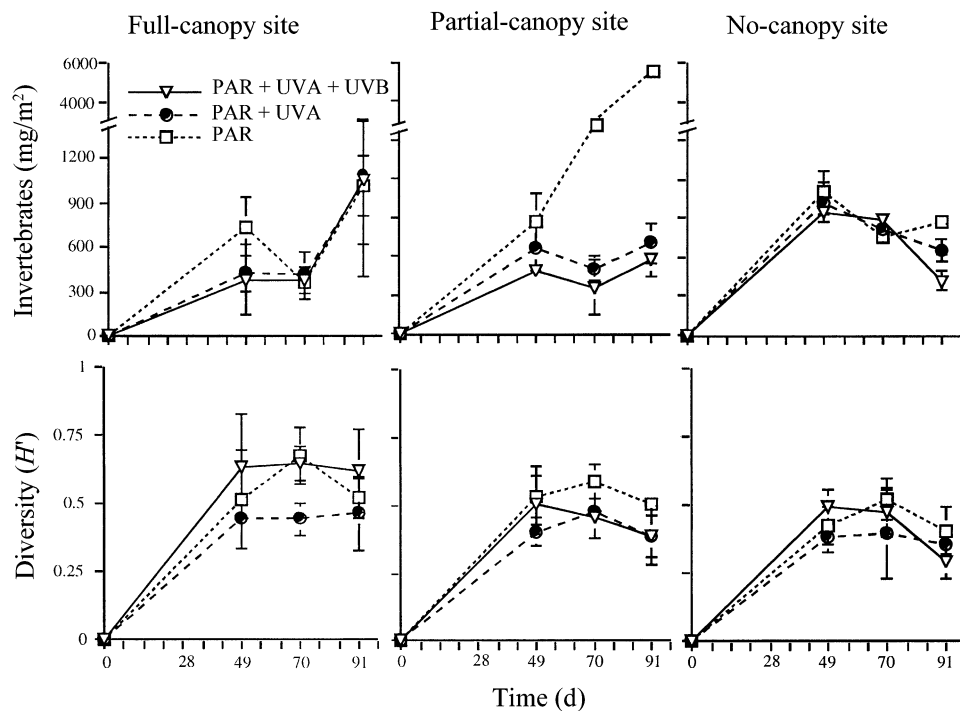 Full-canopy site
Partial-canopy site
No-canopy site
Invertebrates (mg/m²)
6000
4000
1200
900
600
300
0
PAR + UVA + UVB
PAR + UVA
PAR
Diversity (H')
1
0.75
0.5
0.25
0
0 28 49 70 91
0 28 49 70 91
0 28 49 70 91
Time (d)